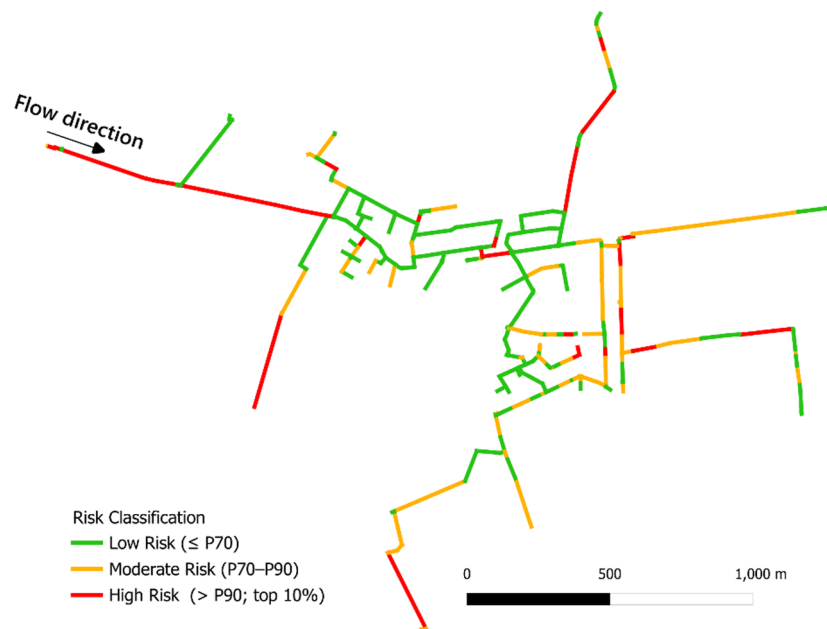 Flow direction
Risk Classification
Low Risk (≤ P70)
Moderate Risk (P70–P90)
High Risk (> P90; top 10%)
0 500 1,000 m